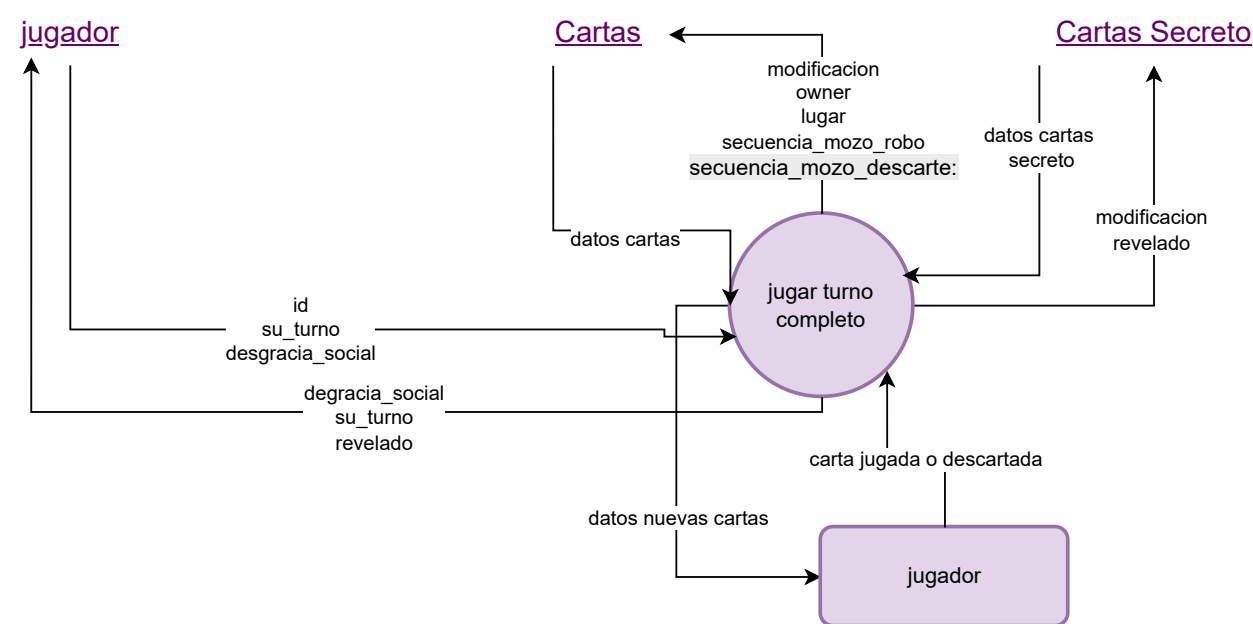 jugador
Cartas
Cartas Secreto
modificacion
owner
lugar
secuencia_mozo_robo
secuencia_mozo_descarte:
datos cartas
secreto
modificacion
revelado
datos cartas
jugar turno
completo
id
su_turno
desgracia_social
degracia_social
su_turno
revelado
carta jugada o descartada
datos nuevas cartas
jugador